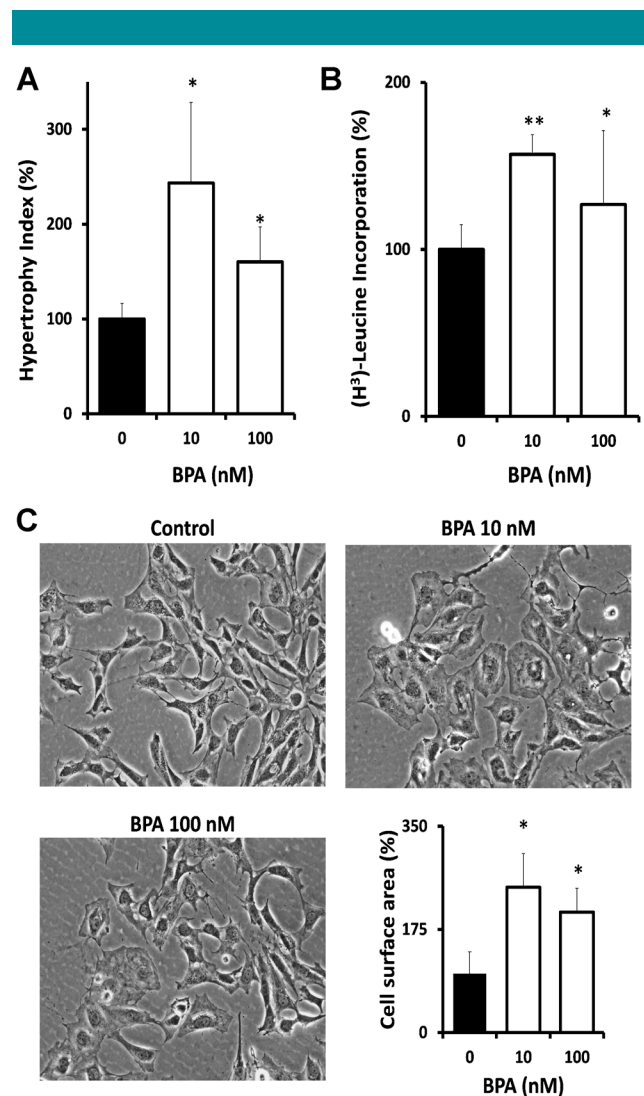 A
Hypertrophy Index (%)
300
200
100
0
*
*
0 10 100
BPA (nM)
B
(H³)-Leucine Incorporation (%)
200
100
0
**
*
0 10 100
BPA (nM)
C
Control
BPA 10 nM
BPA 100 nM
Cell surface area (%)
350
175
0
*
*
0 10 100
BPA (nM)